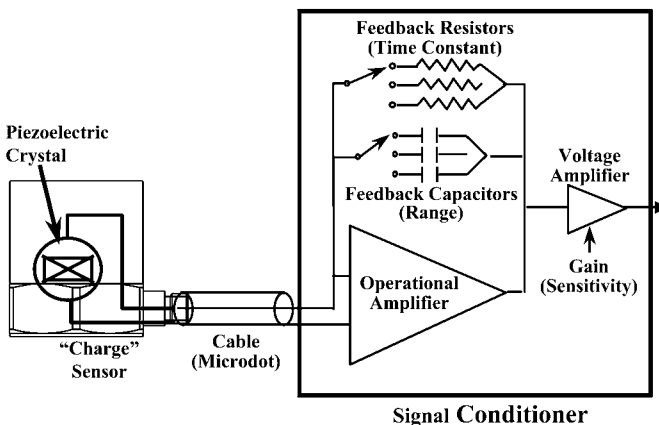 Feedback Resistors
(Time Constant)
Piezoelectric
Crystal
Voltage
Amplifier
Feedback Capacitors
(Range)
Operational
Amplifier
Gain
(Sensitivity)
“Charge”
Sensor
Cable
(Microdot)
Signal Conditioner